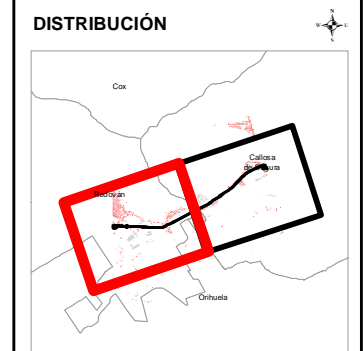 DISTRIBUCIÓN
N
W E
S
Cox
Callosa
de Segura
Redován
Orihuela